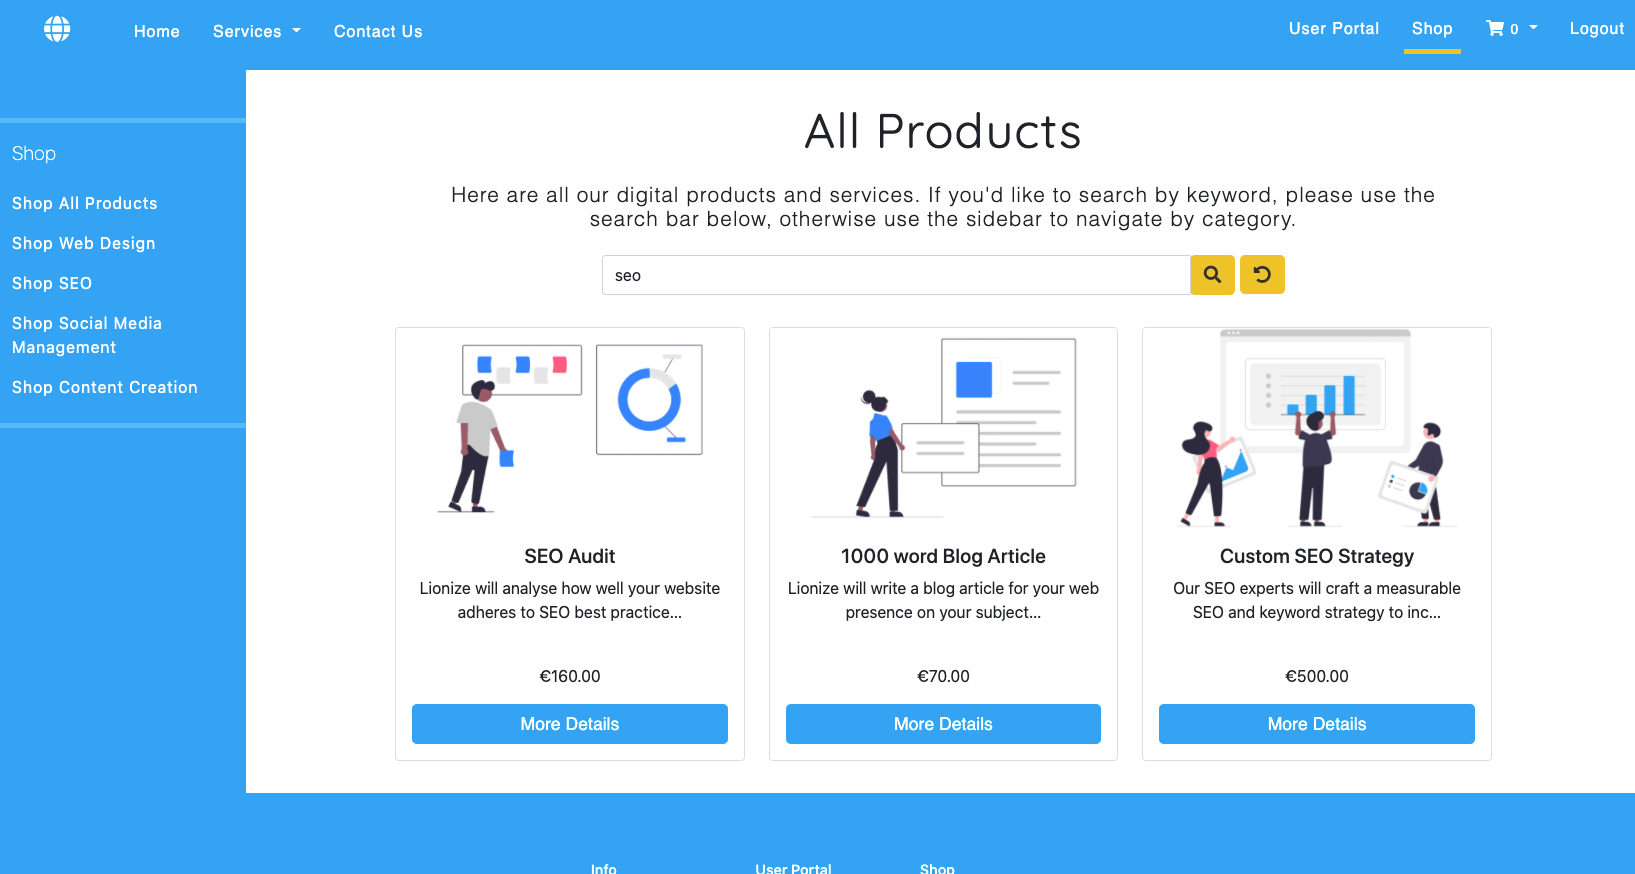 Home
Services
Contact Us
User Portal
Shop
0
Logout
Shop
Shop All Products
Shop Web Design
Shop SEO
Shop Social Media
Management
Shop Content Creation
All Products
Here are all our digital products and services. If you'd like to search by keyword, please use the
search bar below, otherwise use the sidebar to navigate by category.
seo
SEO Audit
Lionize will analyse how well your website
adheres to SEO best practice...
€160.00
More Details
1000 word Blog Article
Lionize will write a blog article for your web
presence on your subject...
€70.00
More Details
Custom SEO Strategy
Our SEO experts will craft a measurable
SEO and keyword strategy to inc...
€500.00
More Details
Info
User Portal
Shop